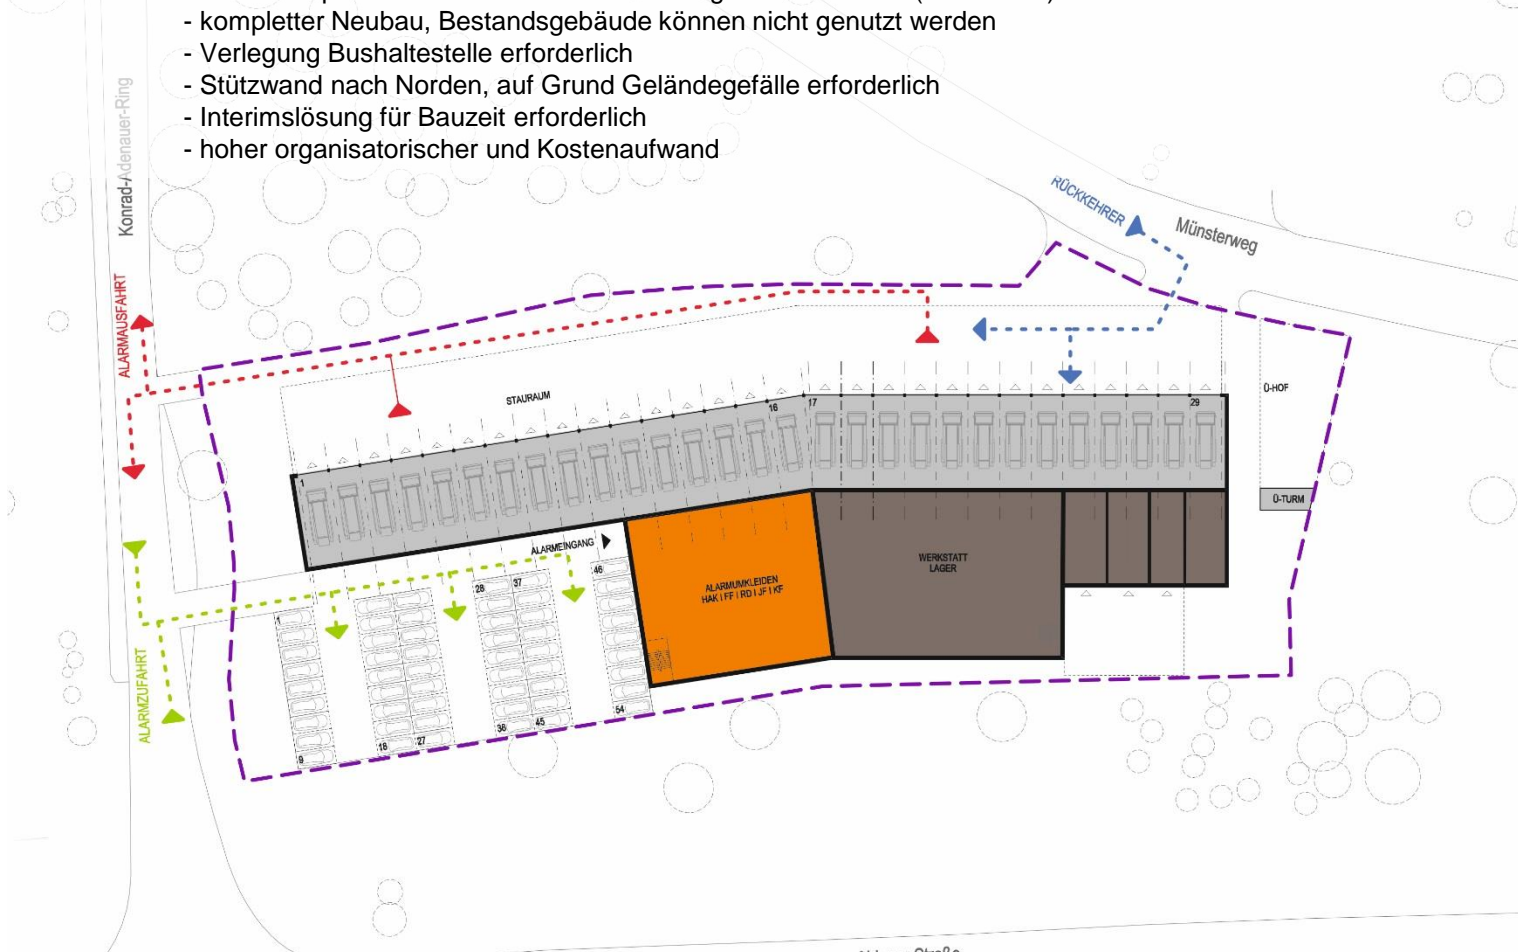 - kompletter Neubau, Bestandsgebäude können nicht genutzt werden
- Verlegung Bushaltestelle erforderlich
- Stützwand nach Norden, auf Grund Geländegefälle erforderlich
- Interimslösung für Bauzeit erforderlich
- hoher organisatorischer und Kostenaufwand
Konrad-Adenauer-Ring
RÜCKKEHRER
Münsterweg
ALARMAUSFAHRT
STAURAUM
16
17
29
Ü-HOF
1
Ü-TURM
ALARMEINGANG
WERKSTATT
LAGER
ALARMUMKLEIDEN
HAK I FF I RD I JF I KF
46
28
37
1
ALARMZUFAHRT
54
36
45
18
27
9